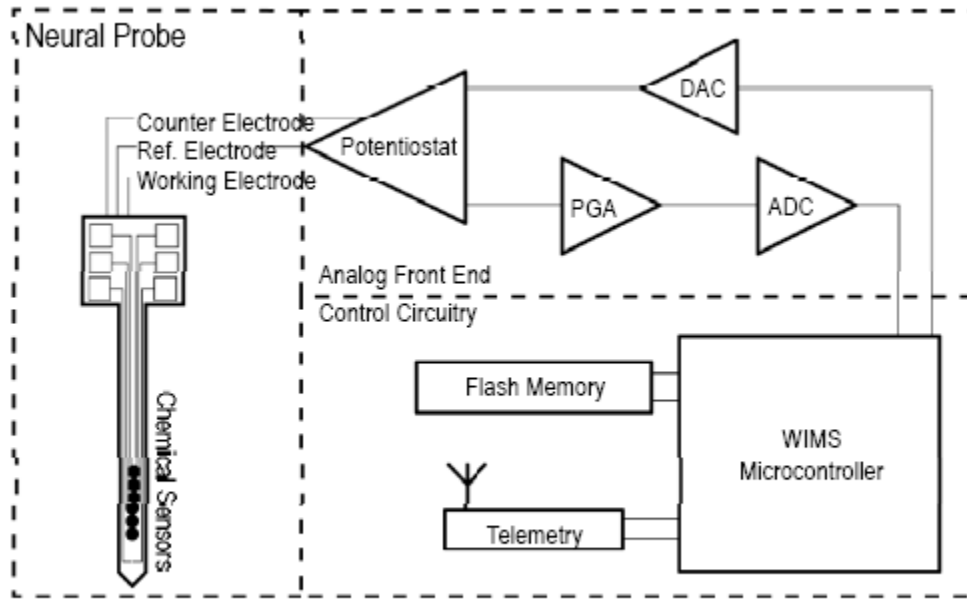 Neural Probe
Counter Electrode
Ref. Electrode
Working Electrode
Chemical Sensors
Potentiostat
DAC
PGA
ADC
Analog Front End
Control Circuitry
Flash Memory
WIMS
Microcontroller
Telemetry